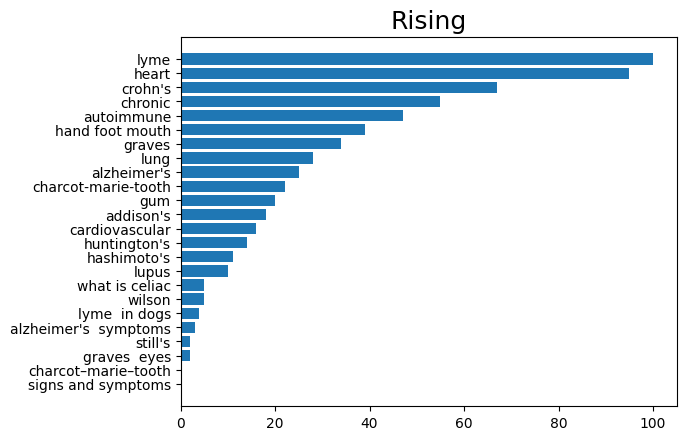 Rising
lyme
heart
crohn's
chronic
autoimmune
hand foot mouth
graves
lung
alzheimer's
charcot-marie-tooth
gum
addison's
cardiovascular
huntington's
hashimoto's
lupus
what is celiac
wilson
lyme  in dogs
alzheimer's  symptoms
still's
graves  eyes
charcot–marie–tooth
signs and symptoms
0 20 40 60 80 100